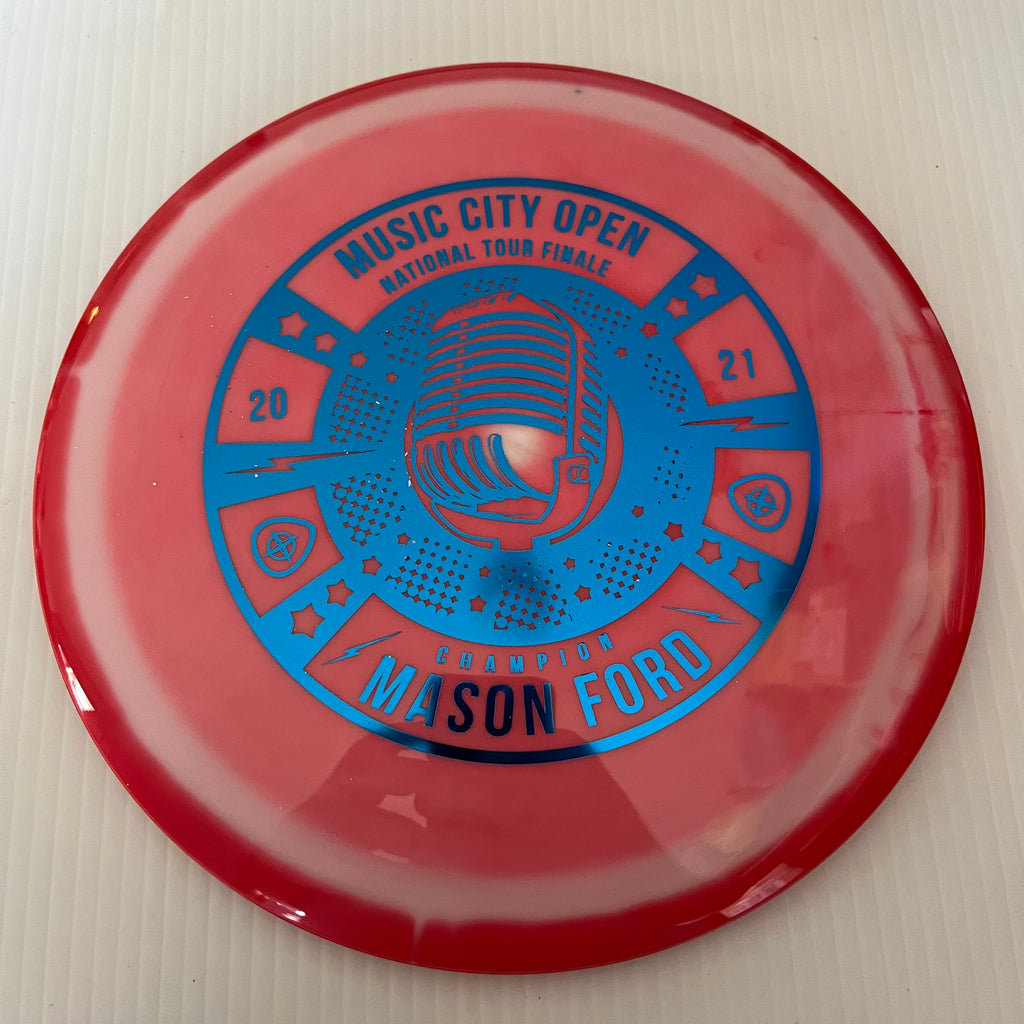 MUSIC CITY OPEN
NATIONAL TOUR FINALE
20
21
CHAMPION
MASON FORD